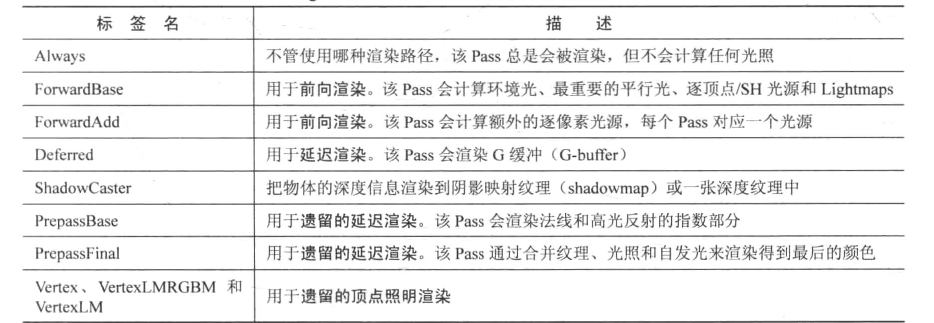 标 签 名 描 述
Always 不管使用哪种渲染路径，该 Pass 总是会被渲染，但不会计算任何光照
ForwardBase 用于前向渲染。该 Pass 会计算环境光、最重要的平行光、逐顶点/SH 光源和 Lightmaps
ForwardAdd 用于前向渲染。该 Pass 会计算额外的逐像素光源，每个 Pass 对应一个光源
Deferred 用于延迟渲染。该 Pass 会渲染 G 缓冲（G-buffer）
ShadowCaster 把物体的深度信息渲染到阴影映射纹理（shadowmap）或一张深度纹理中
PrepassBase 用于遗留的延迟渲染。该 Pass 会渲染法线和高光反射的指数部分
PrepassFinal 用于遗留的延迟渲染。该 Pass 通过合并纹理、光照和自发光来渲染得到最后的颜色
Vertex、VertexLMRGBM 和
VertexLM 用于遗留的顶点照明渲染